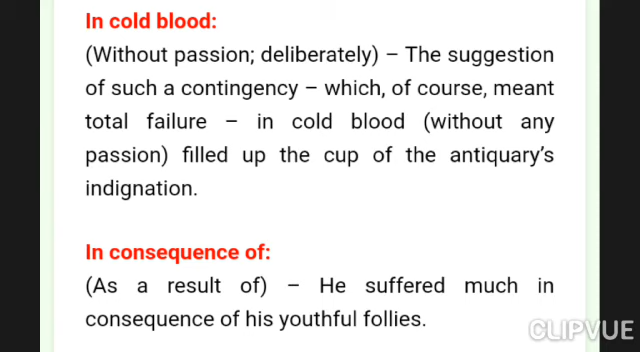 In cold blood:
(Without passion; deliberately) – The suggestion
of such a contingency – which, of course, meant
total failure – in cold blood (without any
passion) filled up the cup of the antiquary's
indignation.
In consequence of:
(As a result of) – He suffered much in
consequence of his youthful follies.
CLIPVUE